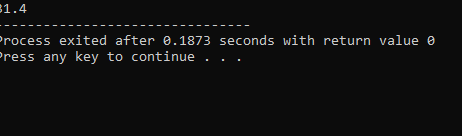 31.4
--------------------------------
Process exited after 0.1873 seconds with return value 0
Press any key to continue . . .